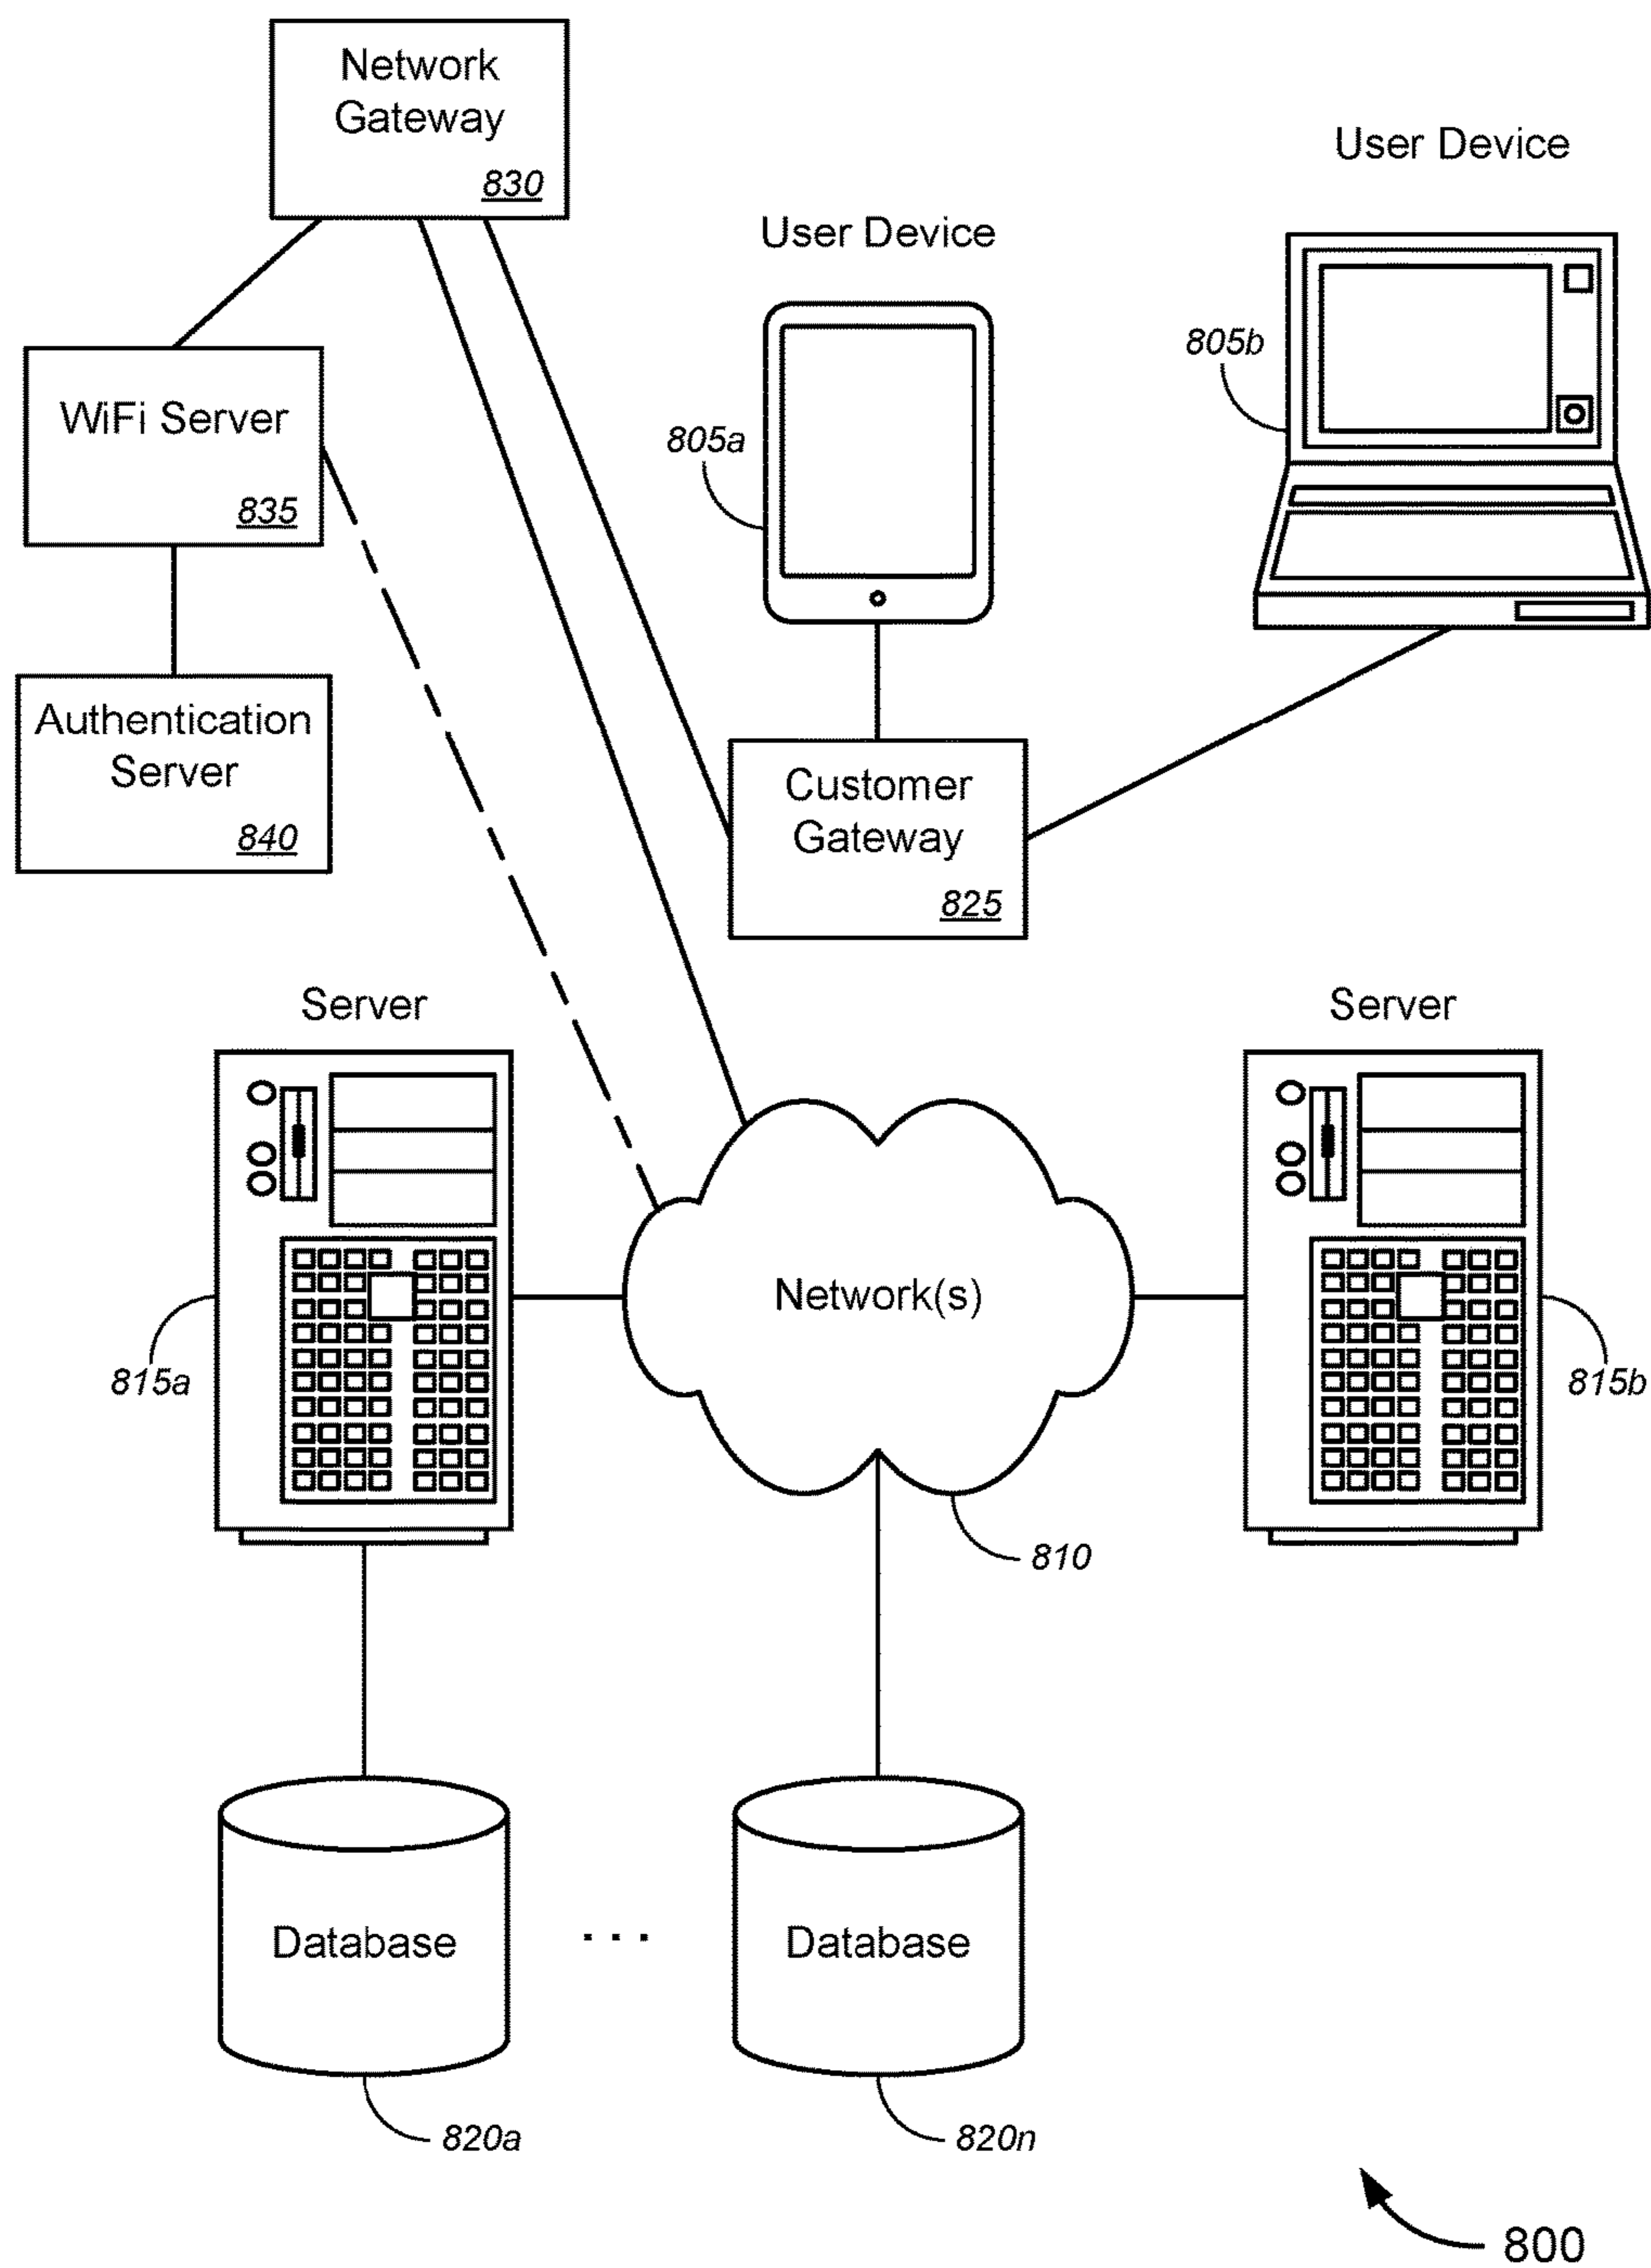 Network
Gateway
830
User Device
User Device
805b
805a
WiFi Server
835
Authentication
Server
840
Customer
Gateway
825
Server
Server
Network(s)
815a
815b
810
Database
. . .
Database
820a
820n
800